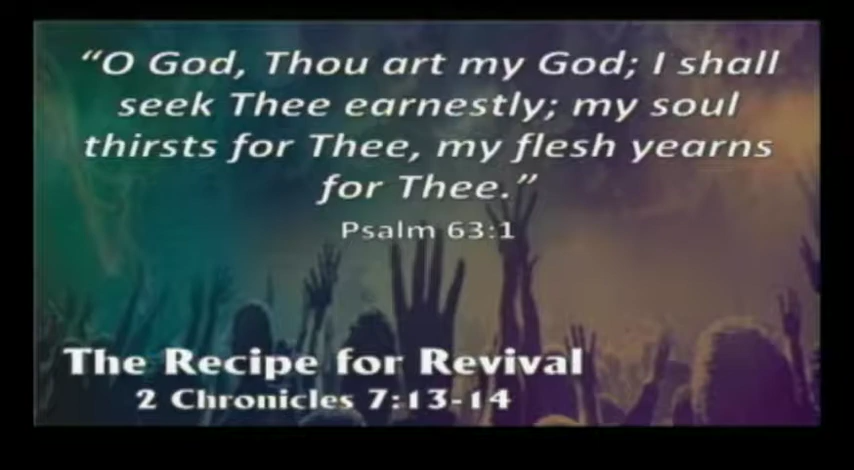 “O God, Thou art my God; I shall
seek Thee earnestly; my soul
thirsts for Thee, my flesh yearns
for Thee.”
Psalm 63:1
The Recipe for Revival
2 Chronicles 7:13-14